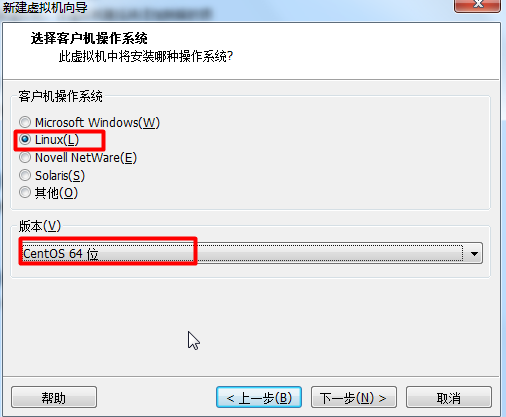 新建虚拟机向导
选择客户机操作系统
此虚拟机中将安装哪种操作系统?
客户机操作系统
Microsoft Windows(W)
Linux(L)
Novell NetWare(E)
Solaris(S)
其他(O)
版本(V)
CentOS 64 位
帮助
< 上一步(B)
下一步(N) >
取消